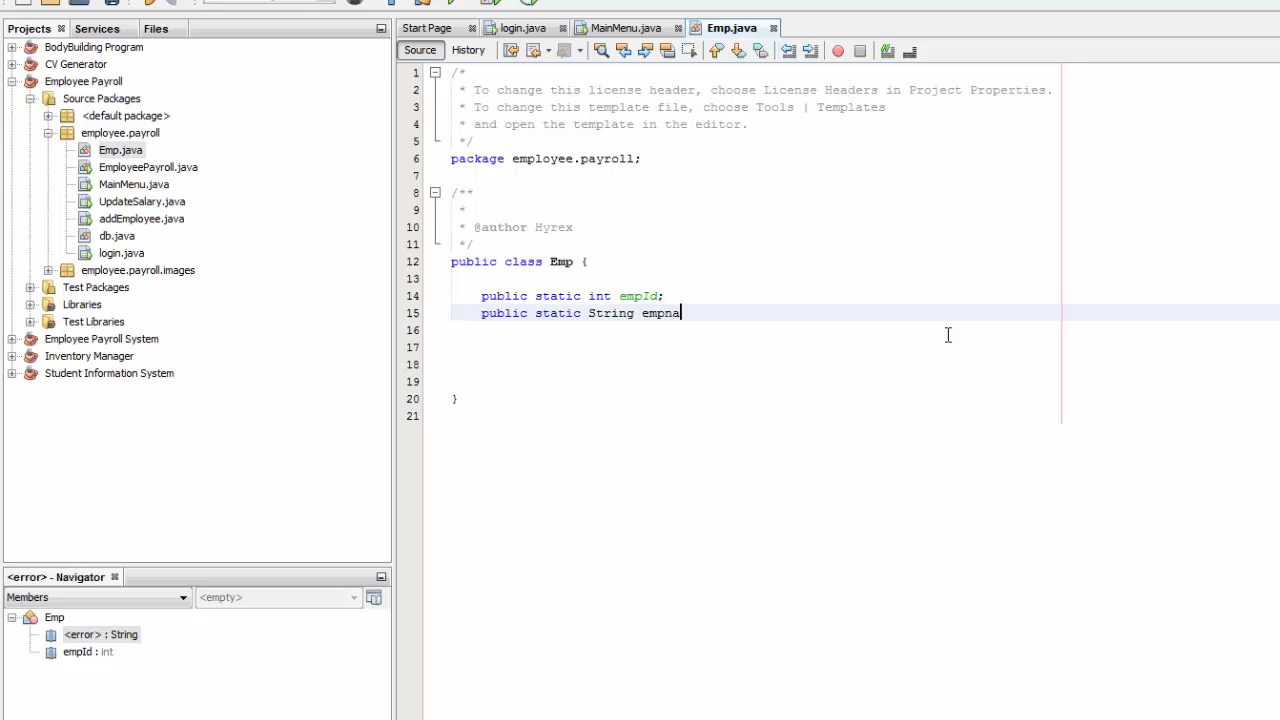 Projects Services Files
BodyBuilding Program
CV Generator
Employee Payroll
Source Packages
<default package>
employee.payroll
Emp.java
EmployeePayroll.java
MainMenu.java
UpdateSalary.java
addEmployee.java
db.java
login.java
employee.payroll.images
Test Packages
Libraries
Test Libraries
Employee Payroll System
Inventory Manager
Student Information System
<error> - Navigator
Members <empty>
Emp
<error> : String
empId : int
Start Page login.java MainMenu.java Emp.java
Source History
1 /*
2 * To change this license header, choose License Headers in Project Properties.
3 * To change this template file, choose Tools | Templates
4 * and open the template in the editor.
5 */
6 package employee.payroll;
7
8 /**
9 *
10 * @author Hyrex
11 */
12 public class Emp {
13
14 public static int empId;
15 public static String empna
16
17
18
19
20 }
21